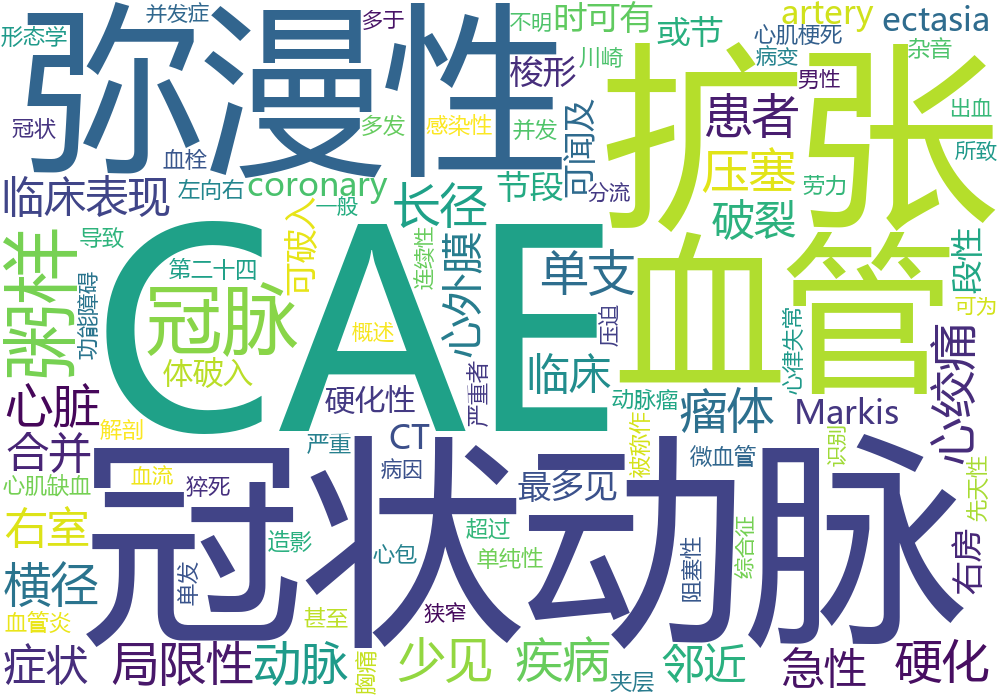 并发症
多于
不明
时可有
artery
ectasia
形态学
弥漫性
或节
心肌梗死
杂音
梭形
川崎
病变
男性
扩张
冠状
多发
感染性
并发
可闻及
患者
出血
血栓
压塞
所致
临床表现
左向右
coronary
节段
分流
劳力
一般
长径
破裂
粥样
导致
第二十四
可破入
连续性
心外膜
单支
血管
段性
功能障碍
冠脉
CAE
概述
压迫
心律失常
可为
体破入
临床
心绞痛
心脏
硬化性
严重者
动脉瘤
瘤体
Markis
解剖
合并
严重
CT
被称作
识别
心肌缺血
血流
猝死
冠状动脉
病因
最多见
微血管
先天性
右室
造影
心包
超过
单纯性
阻塞性
综合征
右房
横径
单发
血管炎
甚至
狭窄
症状
局限性
动脉
胸痛
少见
疾病
夹层
邻近
急性
硬化